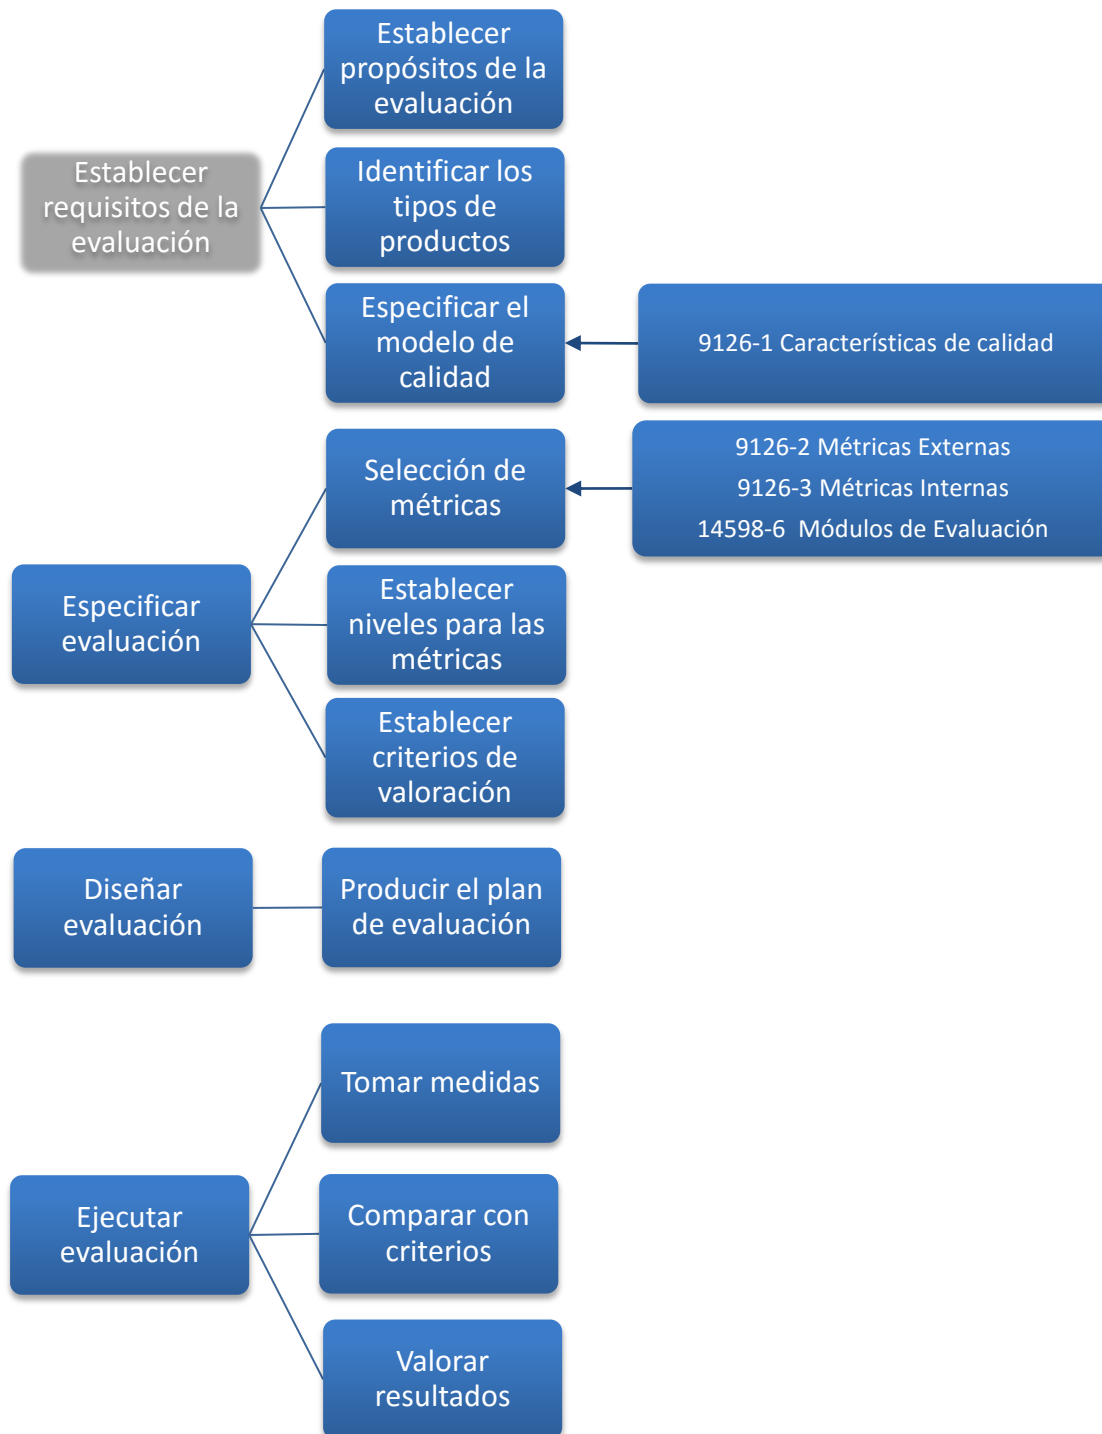 Establecer
propósitos de la
evaluación
Establecer
requisitos de la
evaluación
Identificar los
tipos de
productos
Especificar el
modelo de
calidad
9126-1 Características de calidad
Selección de
métricas
9126-2 Métricas Externas
9126-3 Métricas Internas
14598-6 Módulos de Evaluación
Especificar
evaluación
Establecer
niveles para las
métricas
Establecer
criterios de
valoración
Diseñar
evaluación
Producir el plan
de evaluación
Tomar medidas
Ejecutar
evaluación
Comparar con
criterios
Valorar
resultados